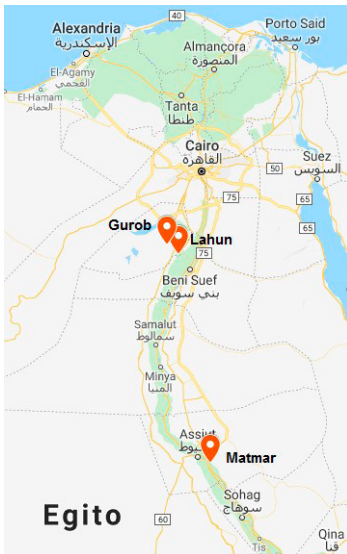 40
Alexandria
الإسكندرية
Porto Said
بور سعيد
Almançora
المنصورة
El-Agamy
العجمي
El-Hamam
الحمام
Tanta
طنطا
Cairo
القاهرة
50
Suez
السويس
75
65
65
Gurob
Lahun
75
Beni Suef
بني سويف
Samalut
سمالوط
Minya
المنيا
Assiut
Matmar
Sohag
سوهاج
Egito
60
Qina
قنا
Tis